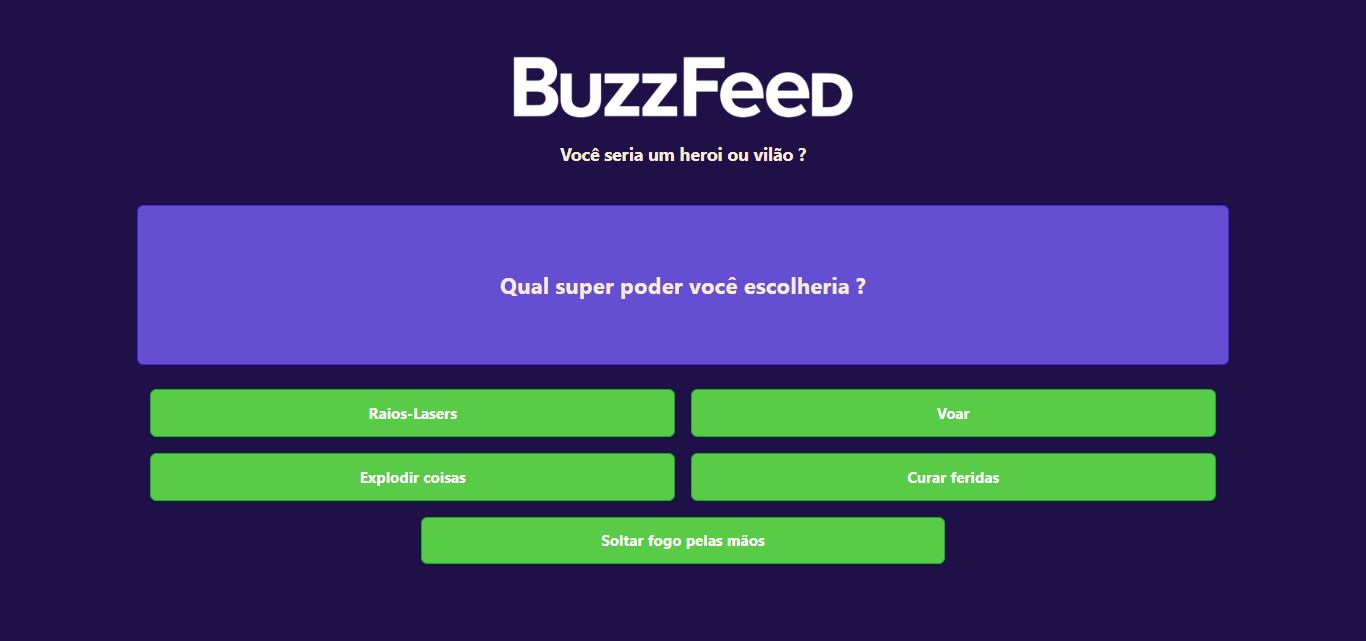 BuzzFeed
Você seria um heroi ou vilão ?
Qual super poder você escolheria ?
Raios-Lasers
Voar
Explodir coisas
Curar feridas
Soltar fogo pelas mãos